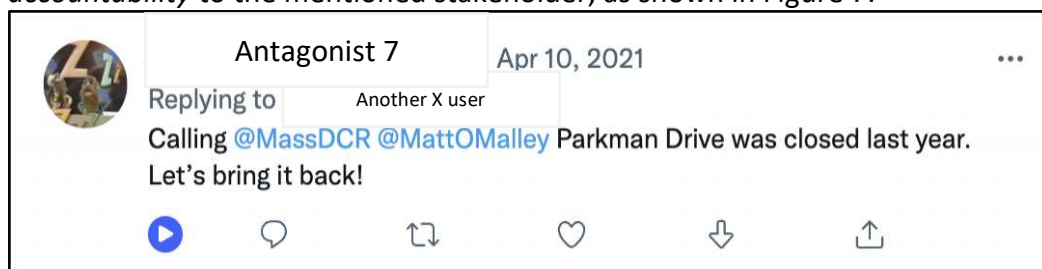 accountability to the mentioned stakeholder, as shown in Figure 7.
Antagonist 7 Apr 10, 2021
Replying to Another X user
Calling @MassDCR @MattOMalley Parkman Drive was closed last year.
Let's bring it back!